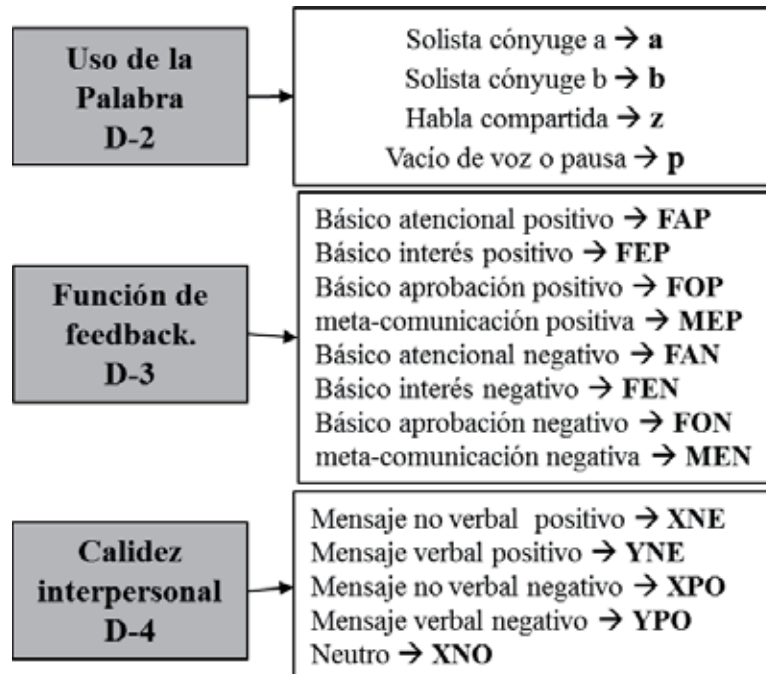 Uso de la
Palabra
D-2
Solista cónyuge a → a
Solista cónyuge b → b
Habla compartida → z
Vacío de voz o pausa → p
Función de
feedback.
D-3
Básico atencional positivo → FAP
Básico interés positivo → FEP
Básico aprobación positivo → FOP
meta-comunicación positiva → MEP
Básico atencional negativo → FAN
Básico interés negativo → FEN
Básico aprobación negativo → FON
meta-comunicación negativa → MEN
Calidez
interpersonal
D-4
Mensaje no verbal positivo → XNE
Mensaje verbal positivo → YNE
Mensaje no verbal negativo → XPO
Mensaje verbal negativo → YPO
Neutro → XNO